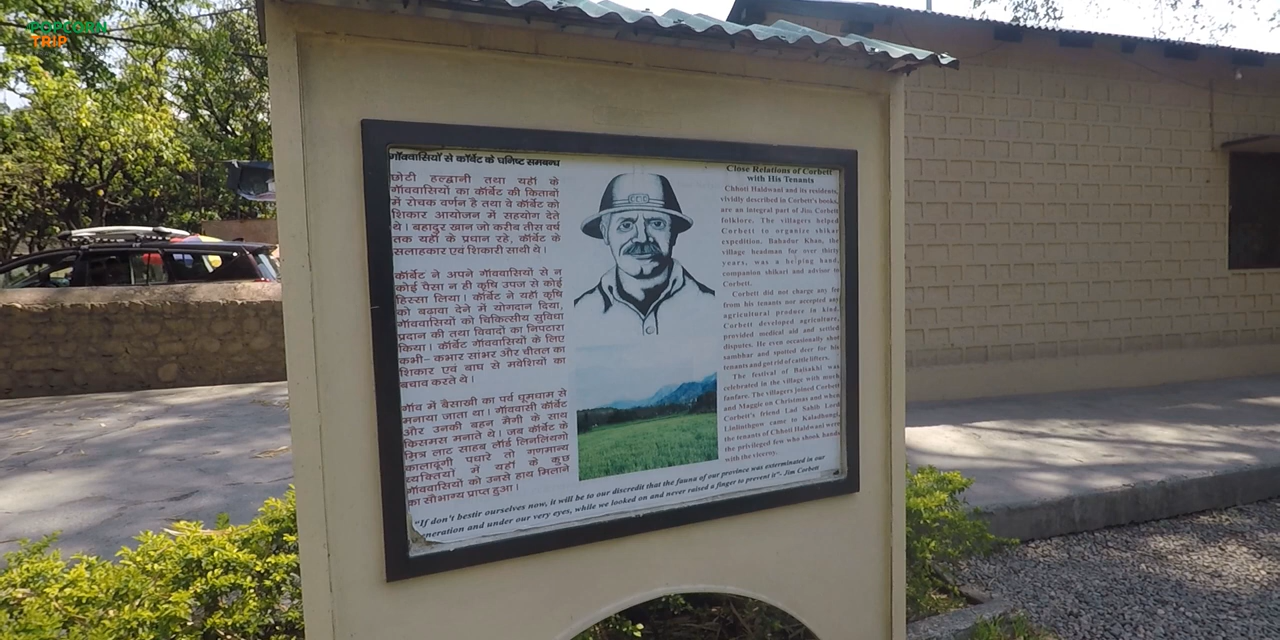 POPCORN
TRIP
गाँववासियों से कॉर्बेट के घनिष्ट समबन्ध
छोटी हल्द्वानी तथा यहाँ के
गाँववासियों का कॉर्बेट की किताबों
में रोचक वर्णन है तथा वे कॉर्बेट को
शिकार आयोजन में सहयोग देते
थे। बहादुर खान जो करीब तीस वर्ष
तक यहाँ के प्रधान रहे, कॉर्बेट के
सलाहकार एवं शिकारी साथी थे।
कॉर्बेट ने अपने गाँववासियों से न
कोई पैसा न ही कृषि उपज से कोई
हिस्सा लिया। कॉर्बेट ने यहाँ कृषि
को बढ़ावा देने में योगदान दिया,
गाँववासियों को चिकित्सीय सुविधा
प्रदान की तथा विवादों का निपटारा
किया। कॉर्बेट गाँववासियों के लिए
कभी– कभार सांभर और चीतल का
शिकार एवं बाघ से मवेशियों का
बचाव करते थे।
गाँव में बैसाखी का पर्व धूमधाम से
मनाया जाता था। गाँववासी कॉर्बेट
और उनकी बहन मैगी के साथ
किसमस मनाते थे। जब कॉर्बेट के
मित्र लाट साहब लॉर्ड लिनलिथगो
कालाढूंगी पधारे तो गणमान्य
व्यक्तियों में यहीं के कुछ
गाँववासियों को उनसे हाथ मिलाने
का सौभाग्य प्राप्त हुआ।
Close Relations of Corbett
with His Tenants
Chhoti Haldwani and its residents,
vividly described in Corbett's books,
are an integral part of Jim Corbett
folklore. The villagers helped
Corbett to organize shikar
expedition. Bahadur Khan, the
village headman for over thirty
years, was a helping hand,
companion shikari and advisor to
Corbett.
Corbett did not charge any fee
from his tenants nor accepted any
agricultural produce in kind.
Corbett developed agriculture,
provided medical aid and settled
disputes. He even occasionally shot
sambhar and spotted deer for his
tenants and got rid of cattle lifters.
The festival of Baisakhi was
celebrated in the village with much
fanfare. The villagers joined Corbett
and Maggie on Christmas and when
Corbett's friend Lad Sahib Lord
Linlinthgow came to Kaladhungi,
the tenants of Chhoti Haldwani were
the privileged few who shook hands
with the viceroy.
"If don't bestir ourselves now, it will be to our discredit that the fauna of our province was exterminated in our
generation and under our very eyes, while we looked on and never raised a finger to prevent it"- Jim Corbett